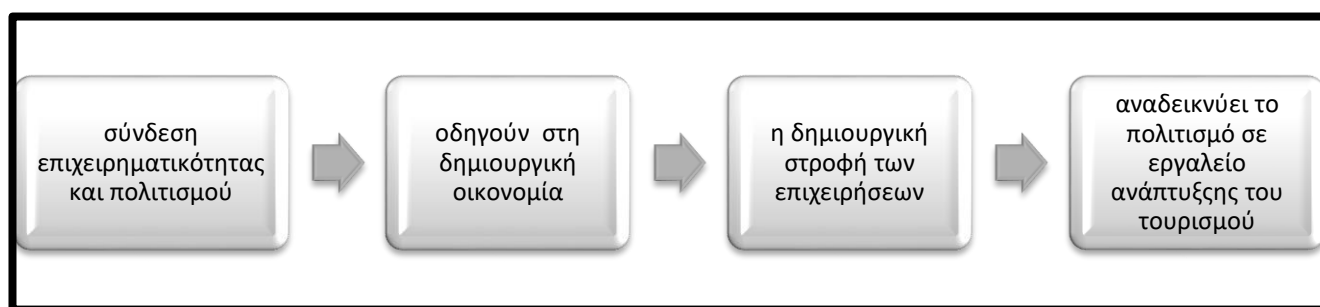 σύνδεση
επιχειρηματικότητας
και πολιτισμού
οδηγούν στη
δημιουργική
οικονομία
η δημιουργική
στροφή των
επιχειρήσεων
αναδεικνύει το
πολιτισμό σε
εργαλείο
ανάπτυξςης του
τουρισμού